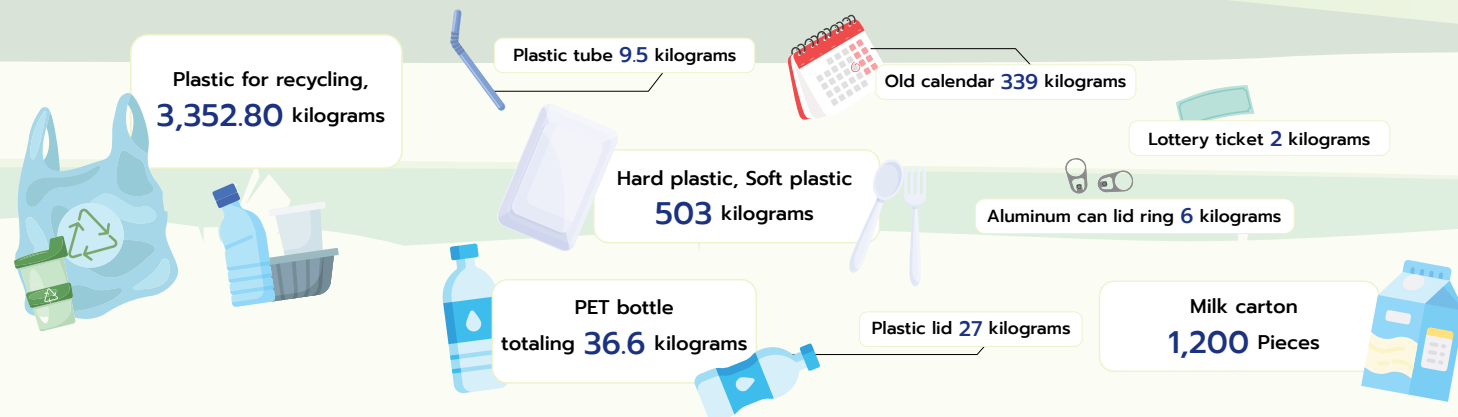 Plastic for recycling,
3,352.80 kilograms
Plastic tube 9.5 kilograms
Old calendar 339 kilograms
Lottery ticket 2 kilograms
Hard plastic, Soft plastic
503 kilograms
Aluminum can lid ring 6 kilograms
PET bottle
totaling 36.6 kilograms
Plastic lid 27 kilograms
Milk carton
1,200 Pieces